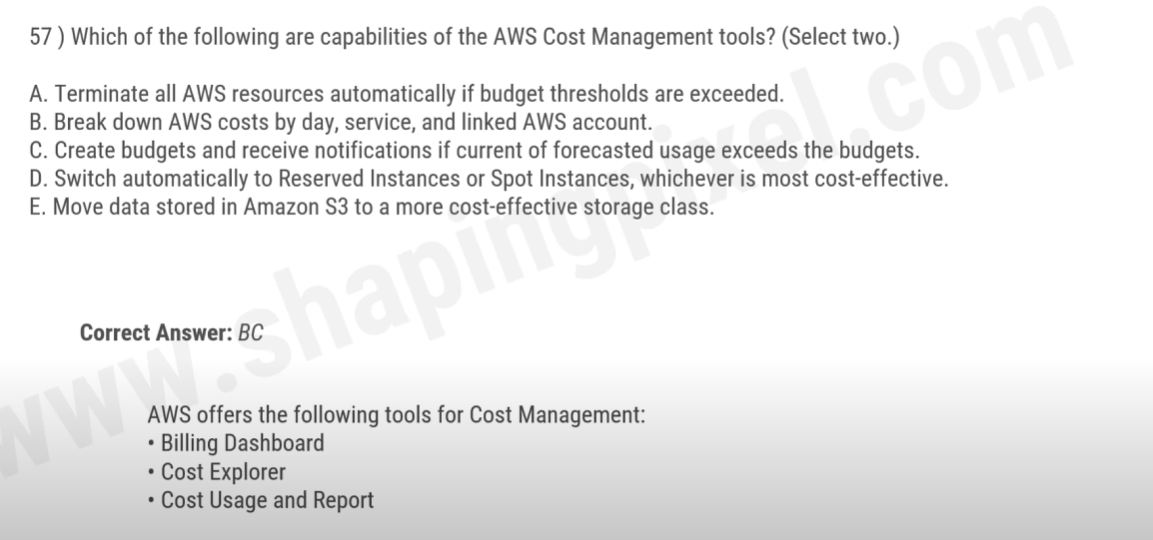 57 ) Which of the following are capabilities of the AWS Cost Management tools? (Select two.)
A. Terminate all AWS resources automatically if budget thresholds are exceeded.
B. Break down AWS costs by day, service, and linked AWS account.
C. Create budgets and receive notifications if current of forecasted usage exceeds the budgets.
D. Switch automatically to Reserved Instances or Spot Instances, whichever is most cost-effective.
E. Move data stored in Amazon S3 to a more cost-effective storage class.
www.shapingpixel.com
Correct Answer: BC
AWS offers the following tools for Cost Management:
• Billing Dashboard
• Cost Explorer
• Cost Usage and Report